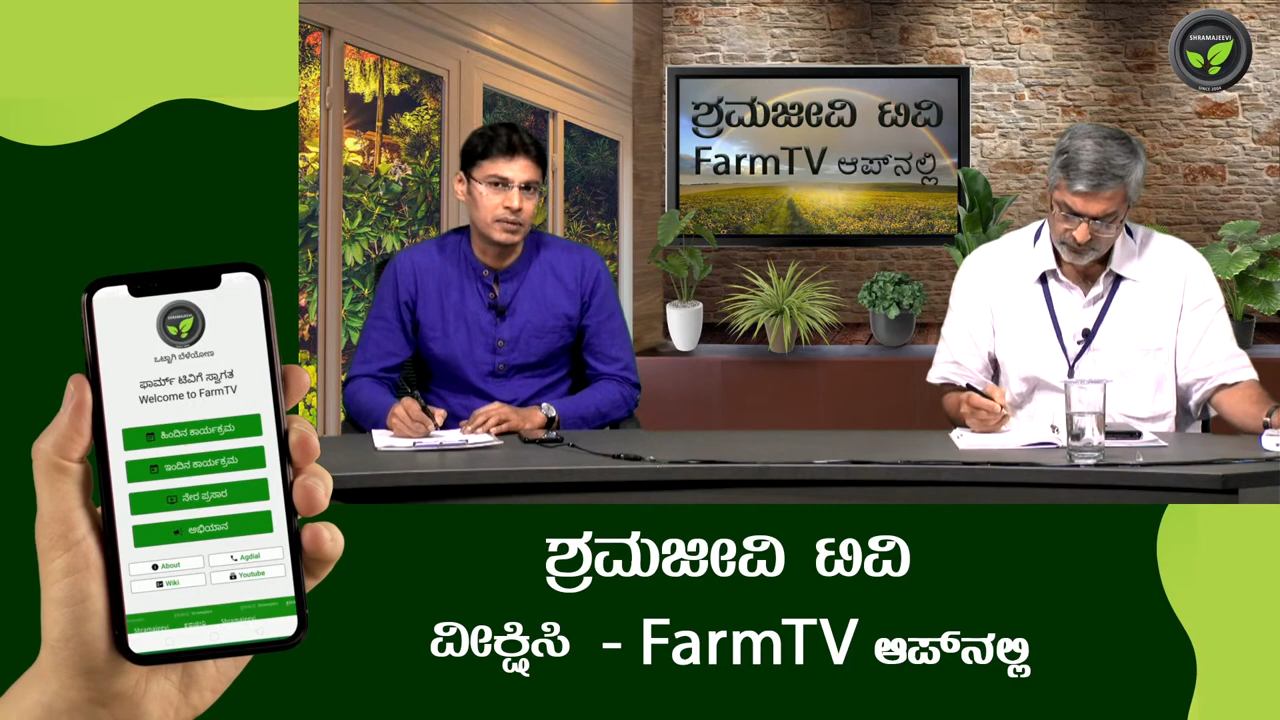 SHRAMAJEEVI
SINCE 2004
ಶ್ರಮಜೀವಿ ಟಿವಿ
FarmTV ಆಪ್‌ನಲ್ಲಿ
SHRAMAJEEVI
ಒಟ್ಟಾಗಿ ಬೆಳೆಯೋಣ
ಫಾರ್ಮ್ ಟಿವಿಗೆ ಸ್ವಾಗತ
Welcome to FarmTV
ಹಿಂದಿನ ಕಾರ್ಯಕ್ರಮ
ಇಂದಿನ ಕಾರ್ಯಕ್ರಮ
ನೇರ ಪ್ರಸಾರ
ಅಭಿಯಾನ
About Agdial
Wiki Youtube
ಶ್ರಮಜೀವಿ ಟಿವಿ
ವೀಕ್ಷಿಸಿ - FarmTV ಆಪ್‌ನಲ್ಲಿ